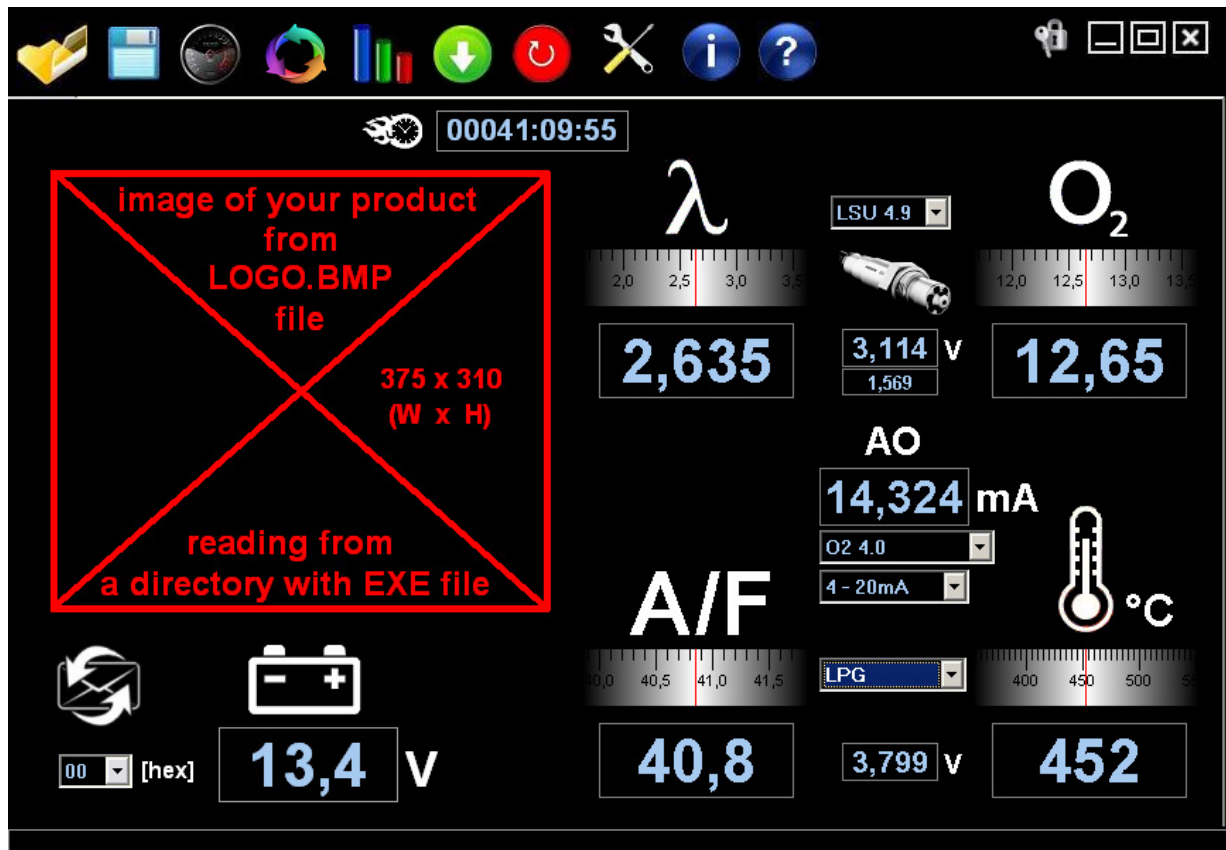 00041:09:55
image of your product
from
LOGO.BMP
file
375 x 310
(W x H)
reading from
a directory with EXE file
λ
LSU 4.9
O2
2,0 2,5 3,0 3,5
12,0 12,5 13,0 13,5
2,635
3,114 V
1,569
12,65
AO
14,324 mA
O2 4.0
4 - 20mA
A/F
°C
40,5 41,0 41,5
LPG
400 450 500
00 [hex]
13,4 V
40,8
3,799 V
452